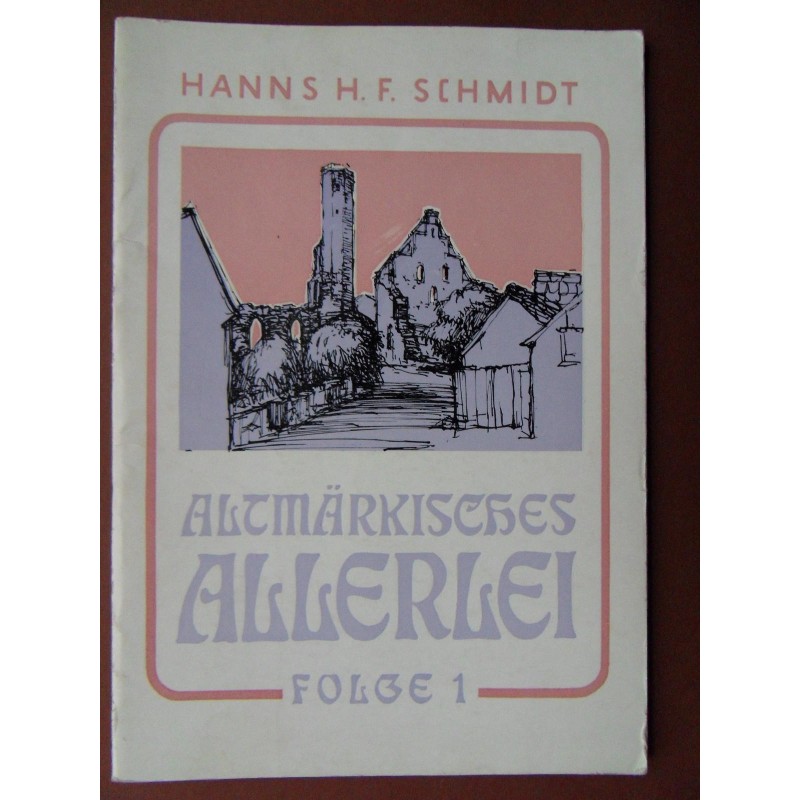 HANNS H. F. SCHMIDT
ALTMÄRKISCHES
ALLERLEI
FOLGE 1